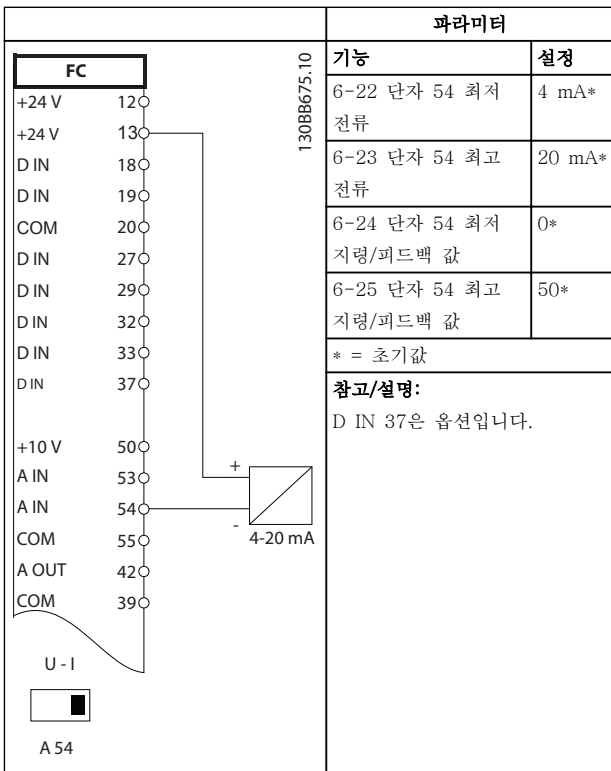 파라미터
FC
130BB675.10
+24 V 12
+24 V 13
D IN 18
D IN 19
COM 20
D IN 27
D IN 29
D IN 32
D IN 33
D IN 37
+10 V 50
A IN 53
A IN 54
COM 55
A OUT 42
COM 39
+
-
4-20 mA
U - I
A 54
기능 설정
6-22 단자 54 최저 4 mA*
전류
6-23 단자 54 최고 20 mA*
전류
6-24 단자 54 최저 0*
지령/피드백 값
6-25 단자 54 최고 50*
지령/피드백 값
* = 초기값
참고/설명:
D IN 37은 옵션입니다.